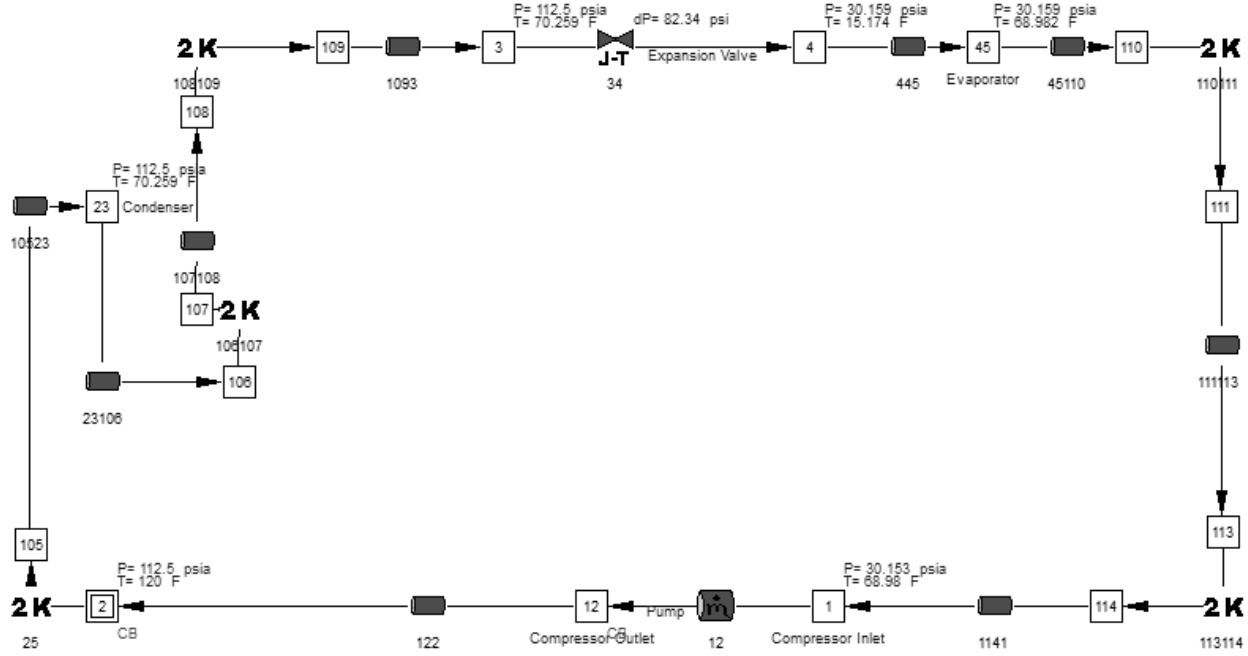 P= 112.5 psia
T= 70.259 F
dP= 82.34 psi
P= 30.159 psia
T= 15.174 F
P= 30.159 psia
T= 68.982 F
2 K
109
3
J-T
Expansion Valve
4
45
110
2 K
108109
1093
34
445
Evaporator
45110
110111
108
P= 112.5 psia
T= 70.259 F
23
Condenser
111
10523
107108
107
2 K
106107
111113
106
23106
105
113
P= 112.5 psia
T= 120 F
P= 30.153 psia
T= 68.98 F
2 K
2
12
Pump
ṁ
1
114
2 K
CB
Compressor Outlet
CB
Compressor Inlet
25
122
12
1141
113114